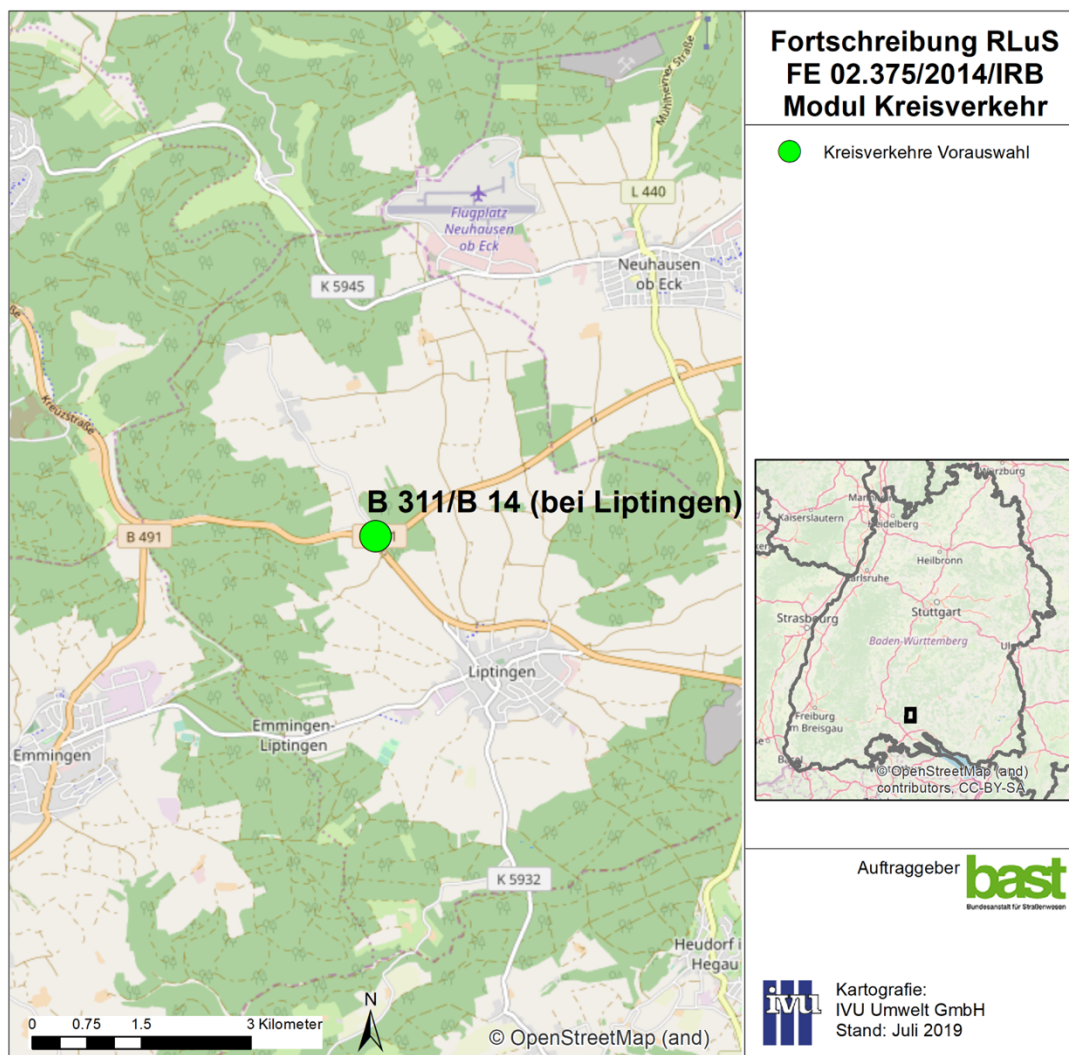 Fortschreibung RLuS
FE 02.375/2014/IRB
Modul Kreisverkehr
Kreisverkehre Vorauswahl
Mühlheimer Straße
L 440
Flugplatz
Neuhausen
ob Eck
Neuhausen
ob Eck
K 5945
Kreuzstraße
B 311/B 14 (bei Liptingen)
B 491
Liptingen
Emmingen-
Liptingen
Emmingen
K 5932
Heudorf i
Hegau
0 0.75 1.5 3 Kilometer
N
© OpenStreetMap (and)
Würzburg
Mannheim
Kaiserslautern
Heidelberg
Heilbronn
Karlsruhe
Stuttgart
Strasbourg
Baden-Württemberg
Ul
Freiburg
im Breisgau
Basel
© OpenStreetMap (and)
contributors, CC-BY-SA
Auftraggeber
bast
Bundesanstalt für Straßenwesen
ivu
Kartografie:
IVU Umwelt GmbH
Stand: Juli 2019